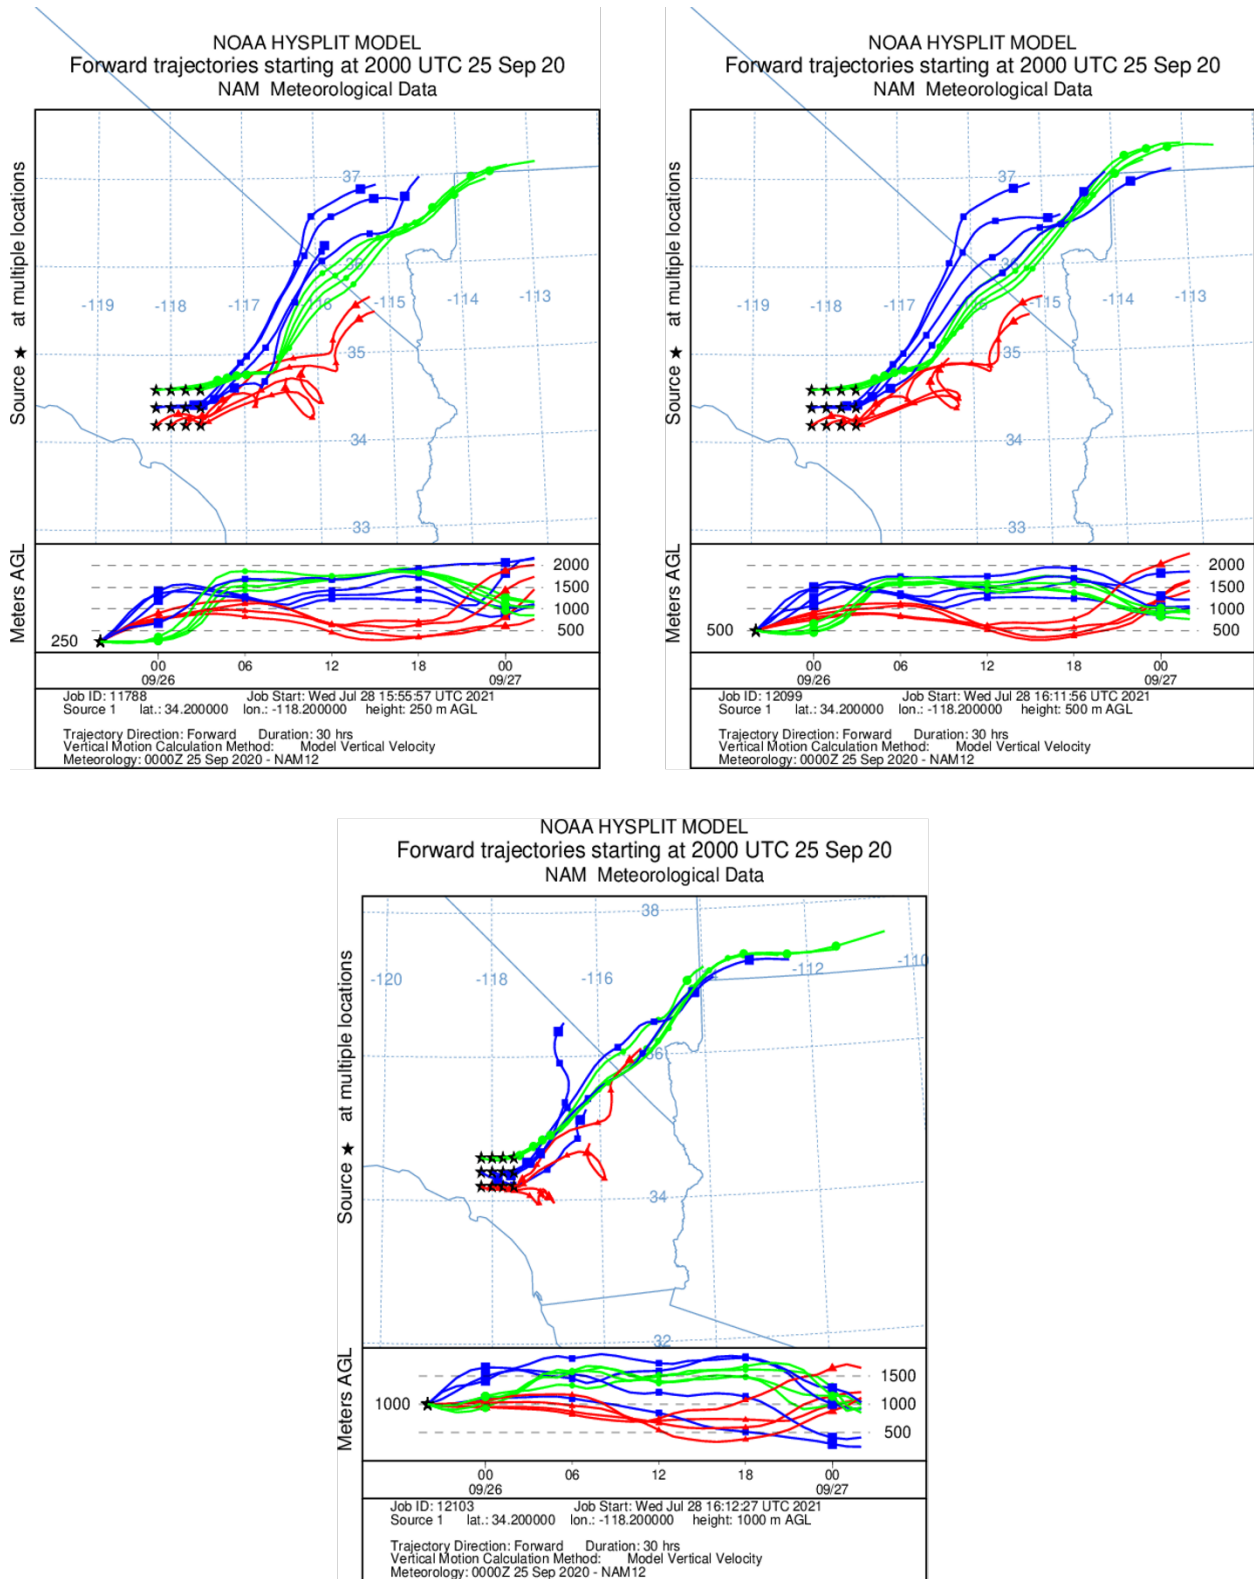 NOAA HYSPLIT MODEL
Forward trajectories starting at 2000 UTC 25 Sep 20
NAM Meteorological Data
Source ★ at multiple locations
37
36
-119
-118
-117
-116
-115
-114
-113
35
34
33
Meters AGL
250
2000
1500
1000
500
00
06
12
18
00
09/26
09/27
Job ID: 11788 Job Start: Wed Jul 28 15:55:57 UTC 2021
Source 1 lat.: 34.200000 lon.: -118.200000 height: 250 m AGL
Trajectory Direction: Forward Duration: 30 hrs
Vertical Motion Calculation Method: Model Vertical Velocity
Meteorology: 0000Z 25 Sep 2020 - NAM12
NOAA HYSPLIT MODEL
Forward trajectories starting at 2000 UTC 25 Sep 20
NAM Meteorological Data
Source ★ at multiple locations
37
36
-119
-118
-117
-116
-115
-114
-113
35
34
33
Meters AGL
500
2000
1500
1000
500
00
06
12
18
00
09/26
09/27
Job ID: 12099 Job Start: Wed Jul 28 16:11:56 UTC 2021
Source 1 lat.: 34.200000 lon.: -118.200000 height: 500 m AGL
Trajectory Direction: Forward Duration: 30 hrs
Vertical Motion Calculation Method: Model Vertical Velocity
Meteorology: 0000Z 25 Sep 2020 - NAM12
NOAA HYSPLIT MODEL
Forward trajectories starting at 2000 UTC 25 Sep 20
NAM Meteorological Data
Source ★ at multiple locations
38
-120
-118
-116
-112
-110
36
34
32
Meters AGL
1000
1500
1000
500
00
06
12
18
00
09/26
09/27
Job ID: 12103 Job Start: Wed Jul 28 16:12:27 UTC 2021
Source 1 lat.: 34.200000 lon.: -118.200000 height: 1000 m AGL
Trajectory Direction: Forward Duration: 30 hrs
Vertical Motion Calculation Method: Model Vertical Velocity
Meteorology: 0000Z 25 Sep 2020 - NAM12